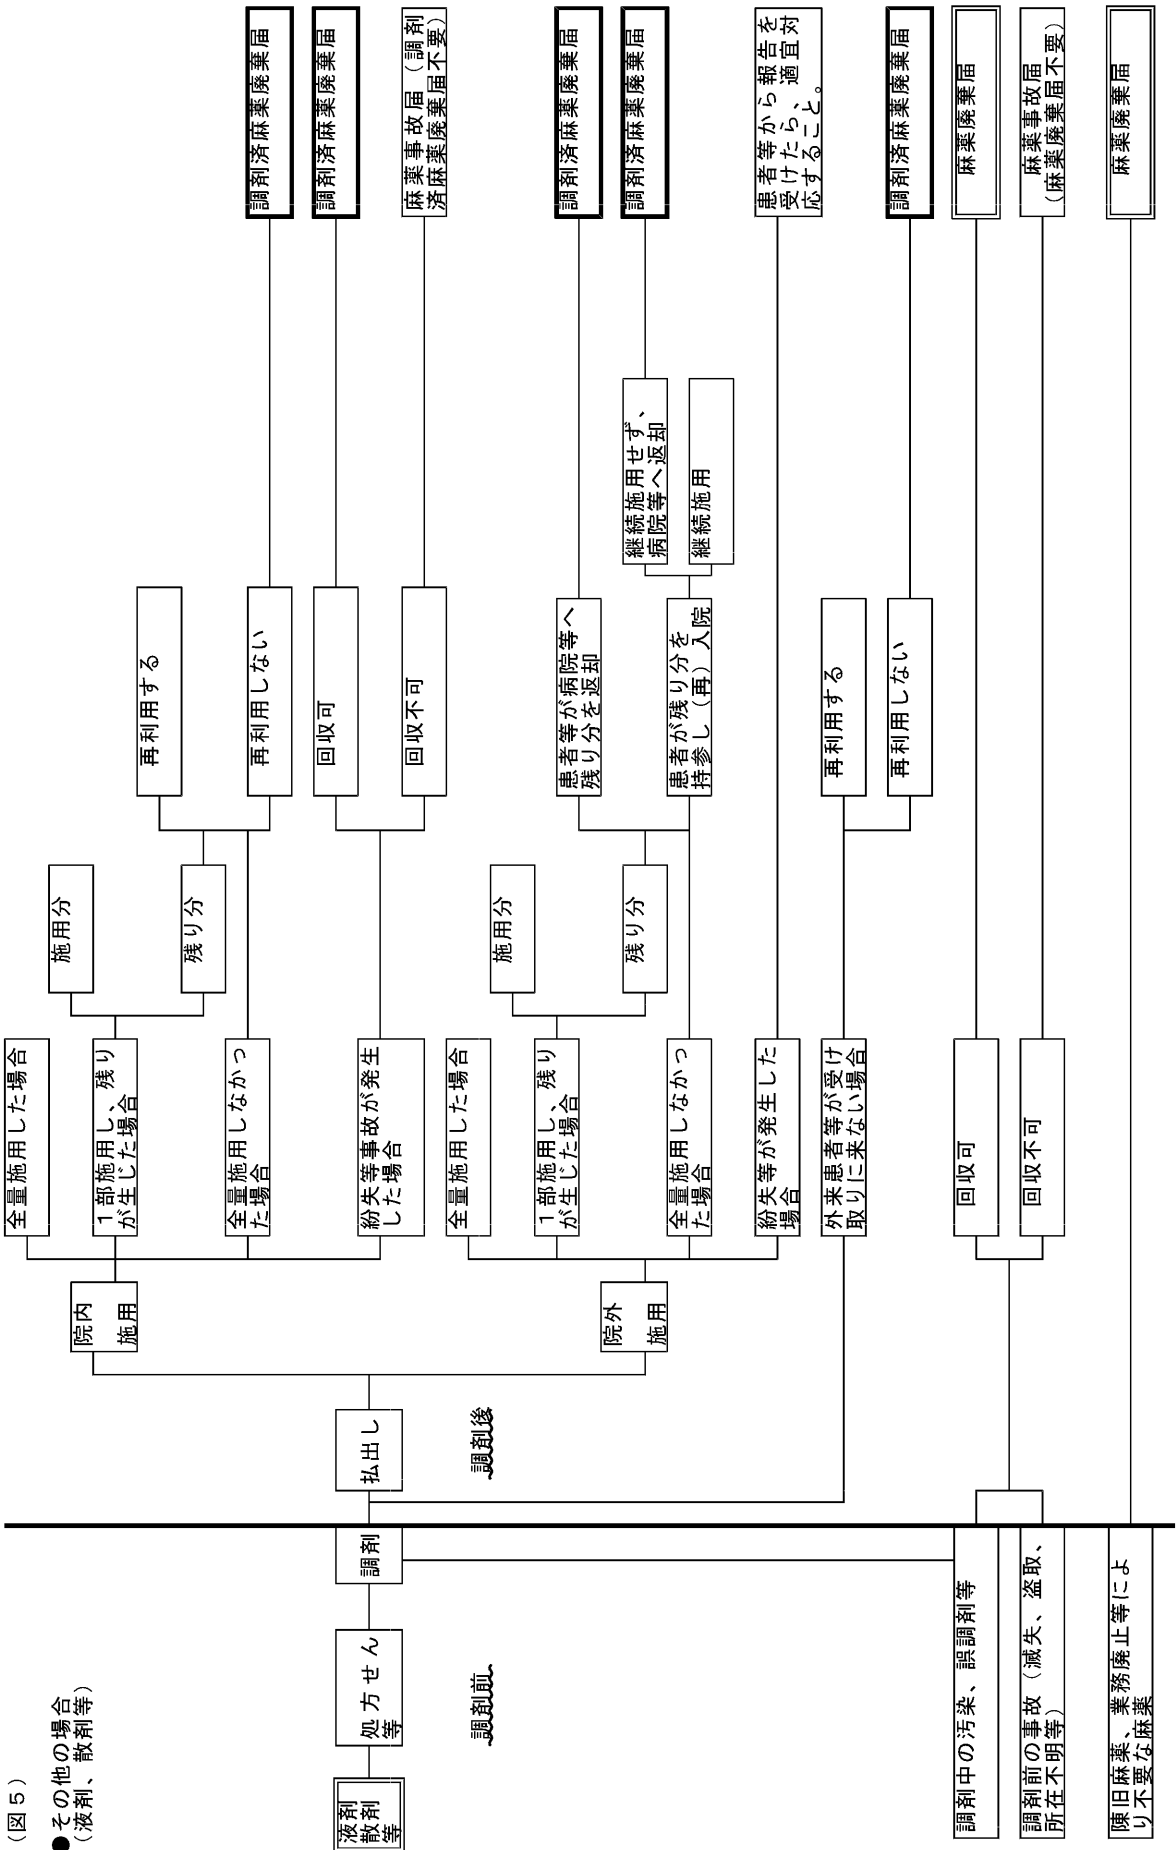 （図５）
●その他の場合
（液剤、散剤等）
液剤
散剤
等
処方せん
等
調剤
払出し
調剤前
調剤後
院内
施用
全量施用した場合
１部施用し、残り
が生じた場合
施用分
残り分
全量施用しなかっ
た場合
再利用する
再利用しない
調剤済麻薬廃棄届
紛失等事故が発生
した場合
回収可
調剤済麻薬廃棄届
回収不可
麻薬事故届（調剤
済麻薬廃棄届不要）
院外
施用
全量施用した場合
１部施用し、残り
が生じた場合
施用分
残り分
全量施用しなかっ
た場合
患者等が病院等へ
残り分を返却
調剤済麻薬廃棄届
患者が残り分を
持参し（再）入院
継続施用せず、
病院等へ返却
調剤済麻薬廃棄届
継続施用
紛失等が発生した
場合
患者等から報告を
受けたら、適宜対
応すること。
外来患者等が受け
取りに来ない場合
再利用する
再利用しない
調剤済麻薬廃棄届
調剤中の汚染、誤調剤等
回収可
麻薬廃棄届
調剤前の事故（滅失、盗取、
所在不明等）
回収不可
麻薬事故届
（麻薬廃棄届不要）
陳旧麻薬、業務廃止等によ
り不要な麻薬
麻薬廃棄届